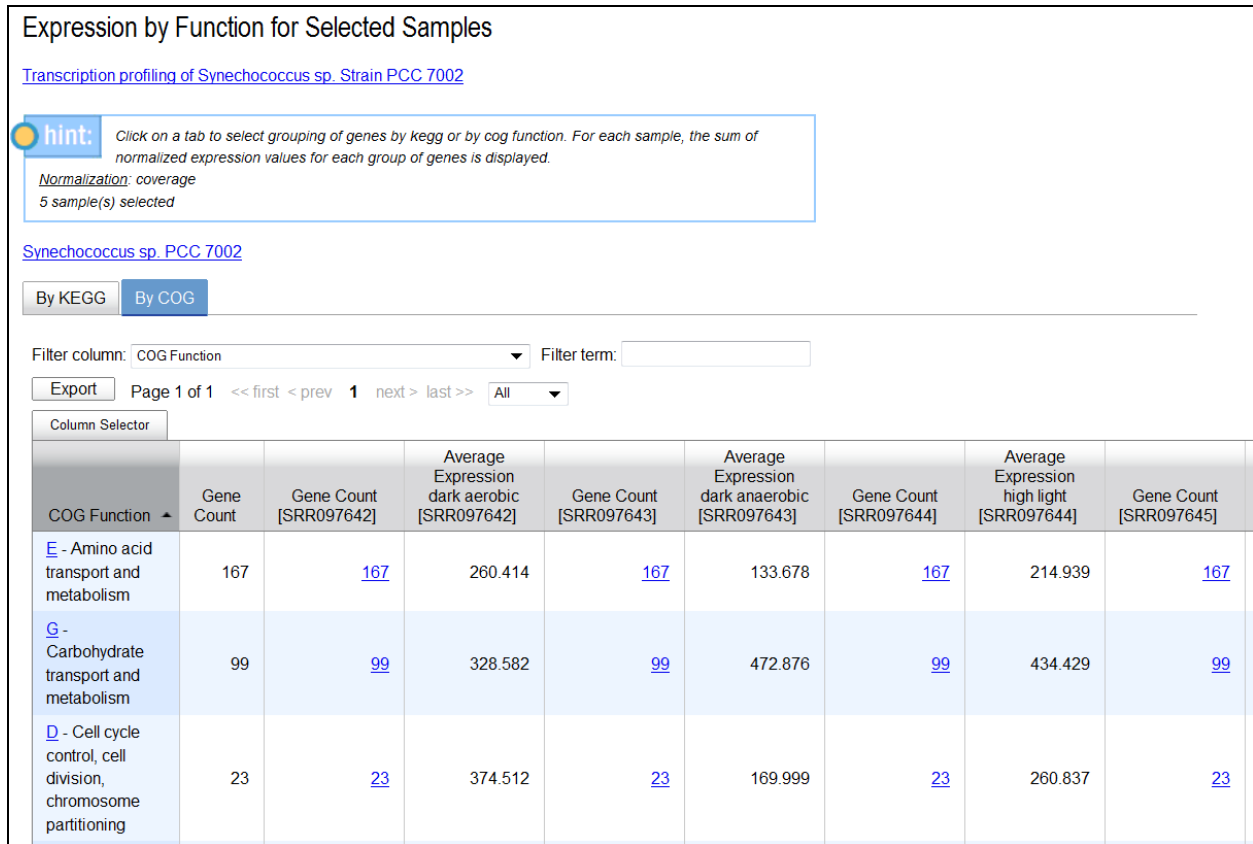 Expression by Function for Selected Samples
Transcription profiling of Synechococcus sp. Strain PCC 7002
hint:
Click on a tab to select grouping of genes by kegg or by cog function. For each sample, the sum of
normalized expression values for each group of genes is displayed.
Normalization: coverage
5 sample(s) selected
Synechococcus sp. PCC 7002
By KEGG By COG
Filter column: COG Function Filter term:
Export Page 1 of 1 << first < prev 1 next > last >> All
Column Selector
COG Function
Gene
Count
Gene Count
[SRR097642]
Average
Expression
dark aerobic
[SRR097642]
Gene Count
[SRR097643]
Average
Expression
dark anaerobic
[SRR097643]
Gene Count
[SRR097644]
Average
Expression
high light
[SRR097644]
Gene Count
[SRR097645]
E - Amino acid
transport and
metabolism
167 167 260.414 167 133.678 167 214.939 167
G -
Carbohydrate
transport and
metabolism
99 99 328.582 99 472.876 99 434.429 99
D - Cell cycle
control, cell
division,
chromosome
partitioning
23 23 374.512 23 169.999 23 260.837 23